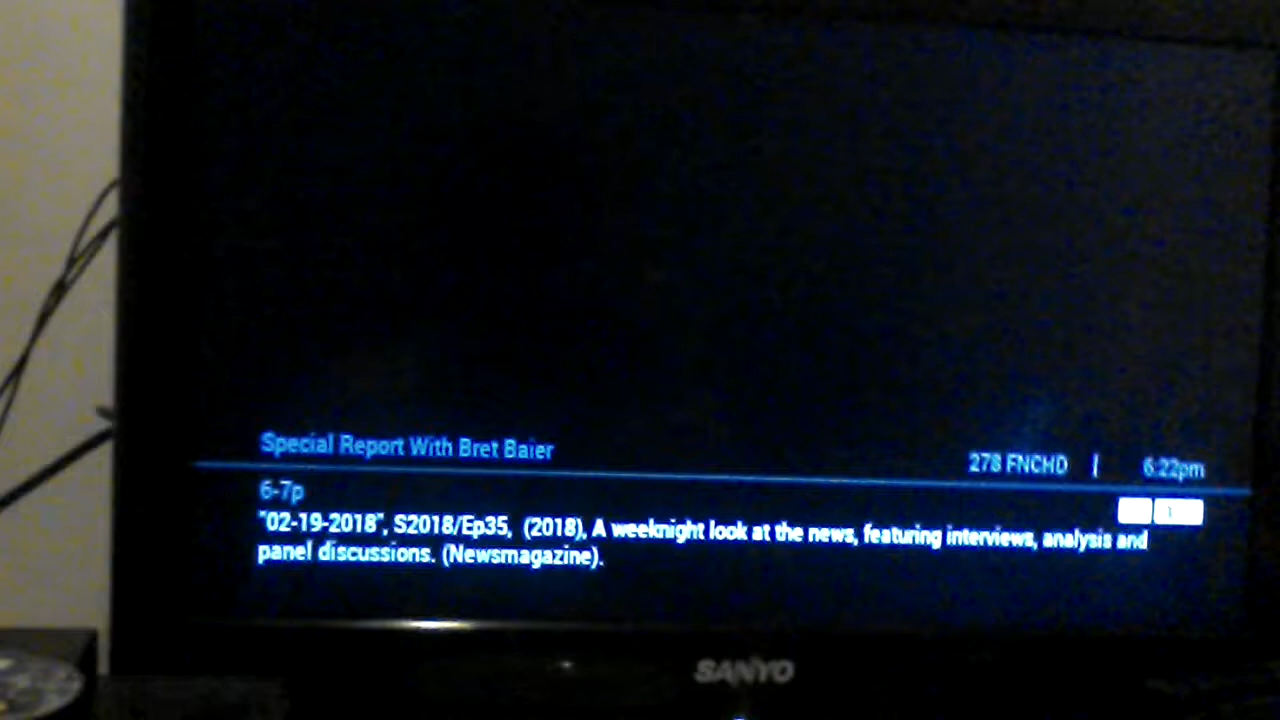 Special Report With Bret Baier
278 FNCHD | 6:22pm
6-7p
"02-19-2018", S2018/Ep35, (2018), A weeknight look at the news, featuring interviews, analysis and
panel discussions. (Newsmagazine).
SANYO